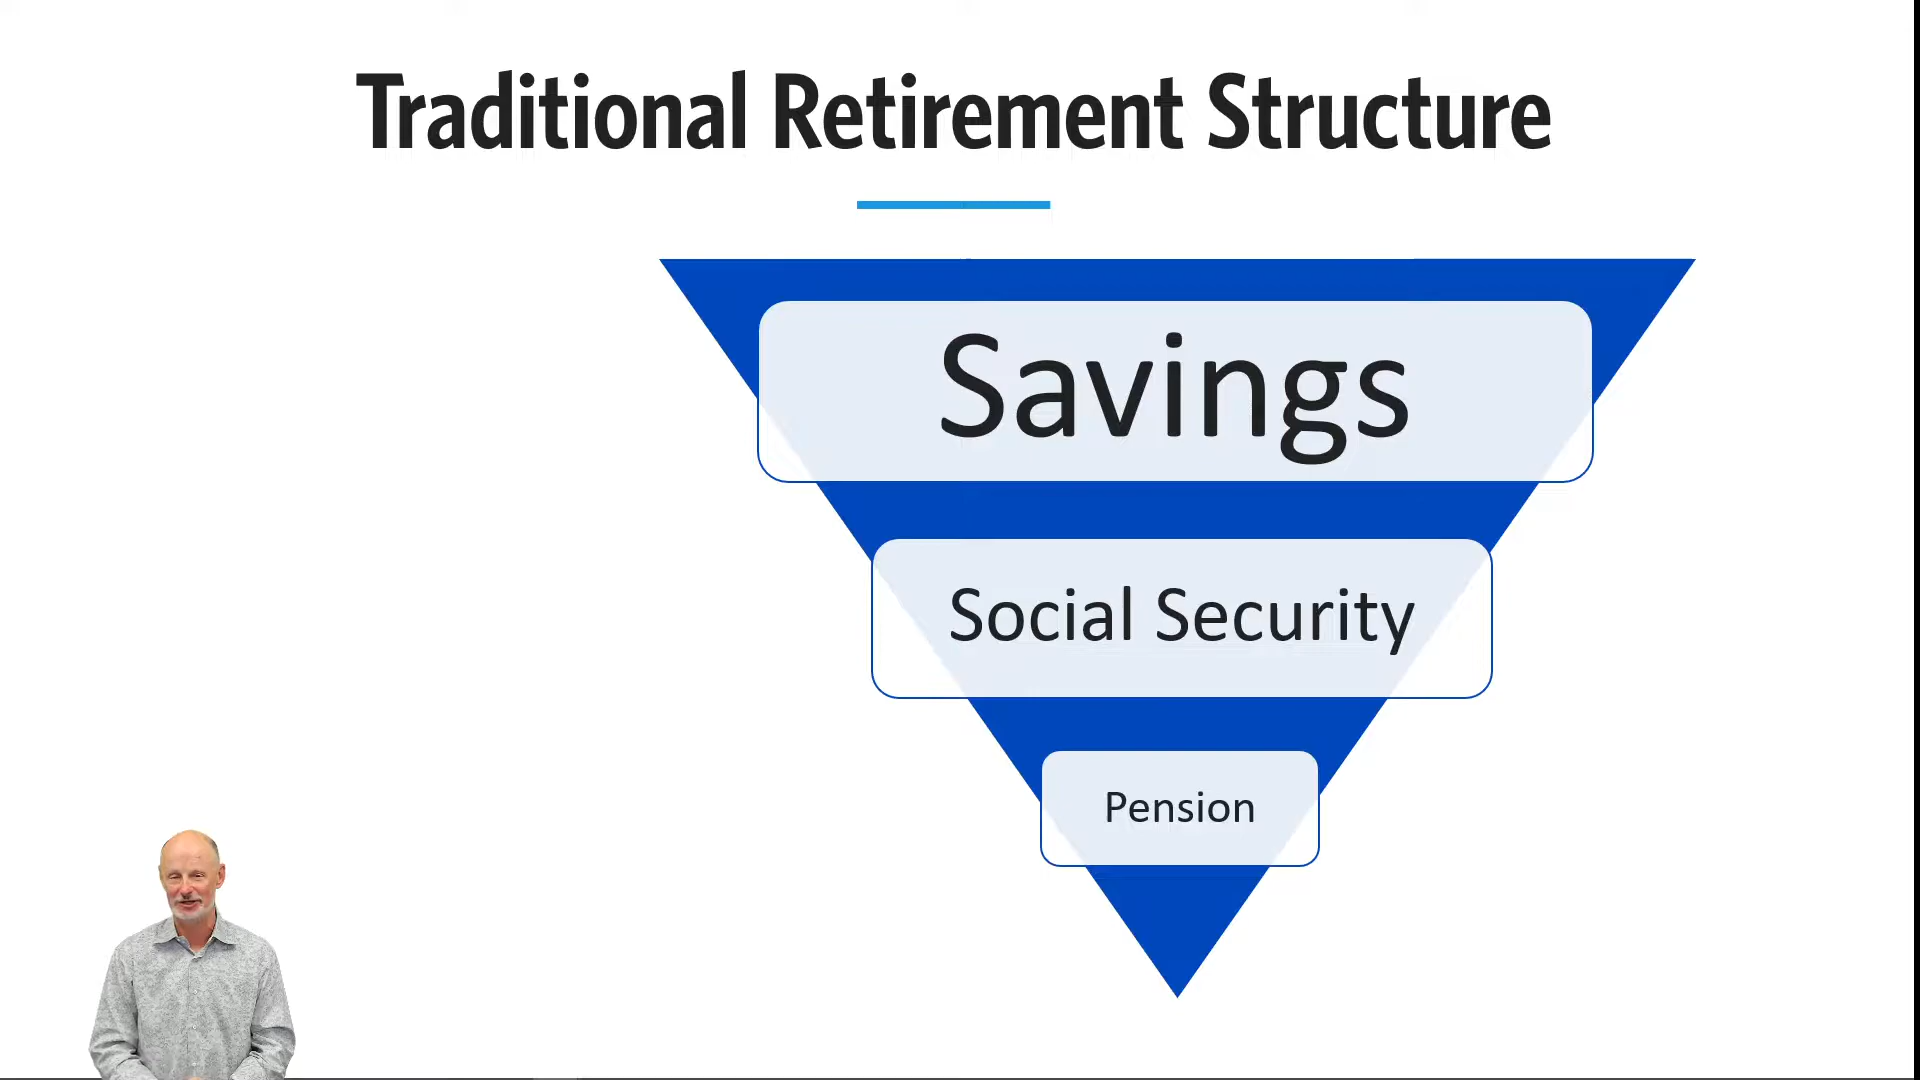 Traditional Retirement Structure
Savings
Social Security
Pension